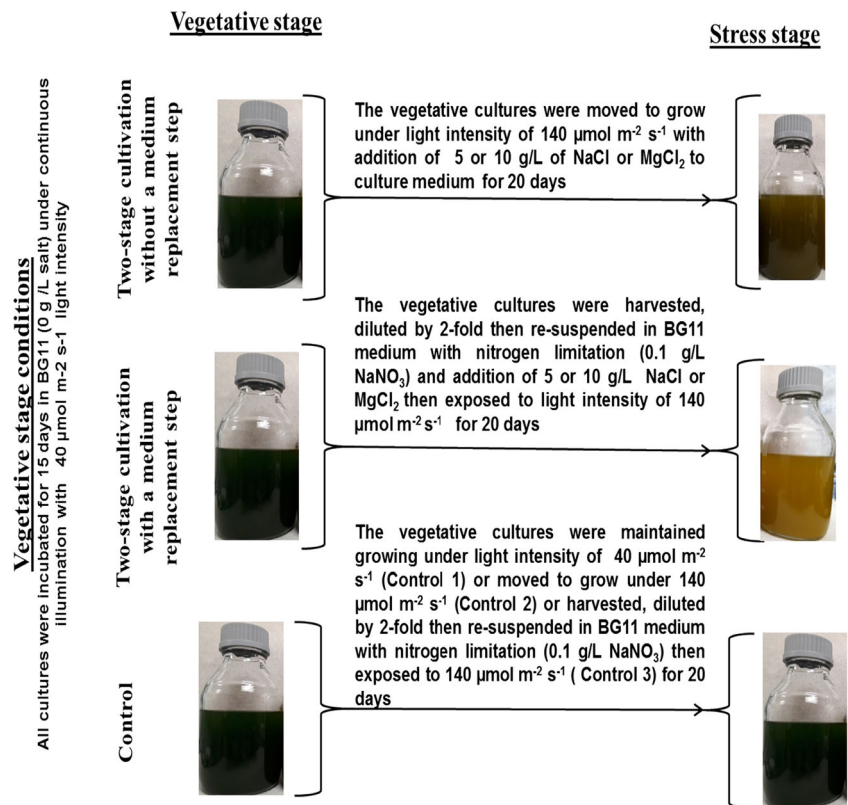 Vegetative stage
Stress stage
Vegetative stage conditions
All cultures were incubated for 15 days in BG11 (0 g /L salt) under continuous
illumination with 40 µmol m-2 s-1 light intensity
Two-stage cultivation
without a medium
replacement step
The vegetative cultures were moved to grow
under light intensity of 140 µmol m⁻² s⁻¹ with
addition of 5 or 10 g/L of NaCl or MgCl₂ to
culture medium for 20 days
Two-stage cultivation
with a medium
replacement step
The vegetative cultures were harvested,
diluted by 2-fold then re-suspended in BG11
medium with nitrogen limitation (0.1 g/L
NaNO₃) and addition of 5 or 10 g/L NaCl or
MgCl₂ then exposed to light intensity of 140
µmol m⁻² s⁻¹ for 20 days
Control
The vegetative cultures were maintained
growing under light intensity of 40 µmol m⁻²
s⁻¹ (Control 1) or moved to grow under 140
µmol m⁻² s⁻¹ (Control 2) or harvested, diluted
by 2-fold then re-suspended in BG11 medium
with nitrogen limitation (0.1 g/L NaNO₃) then
exposed to 140 µmol m⁻² s⁻¹ ( Control 3) for 20
days